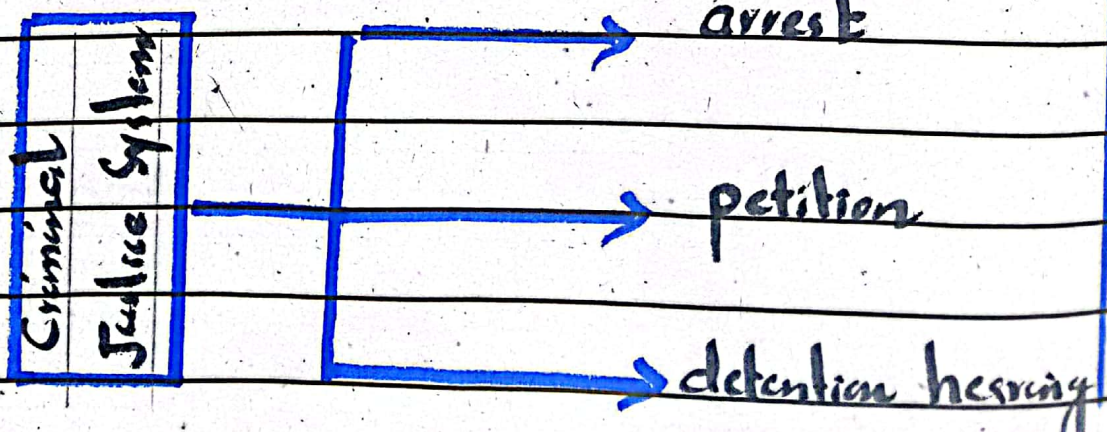 Criminal
Justice System
arrest
petition
detention hearing